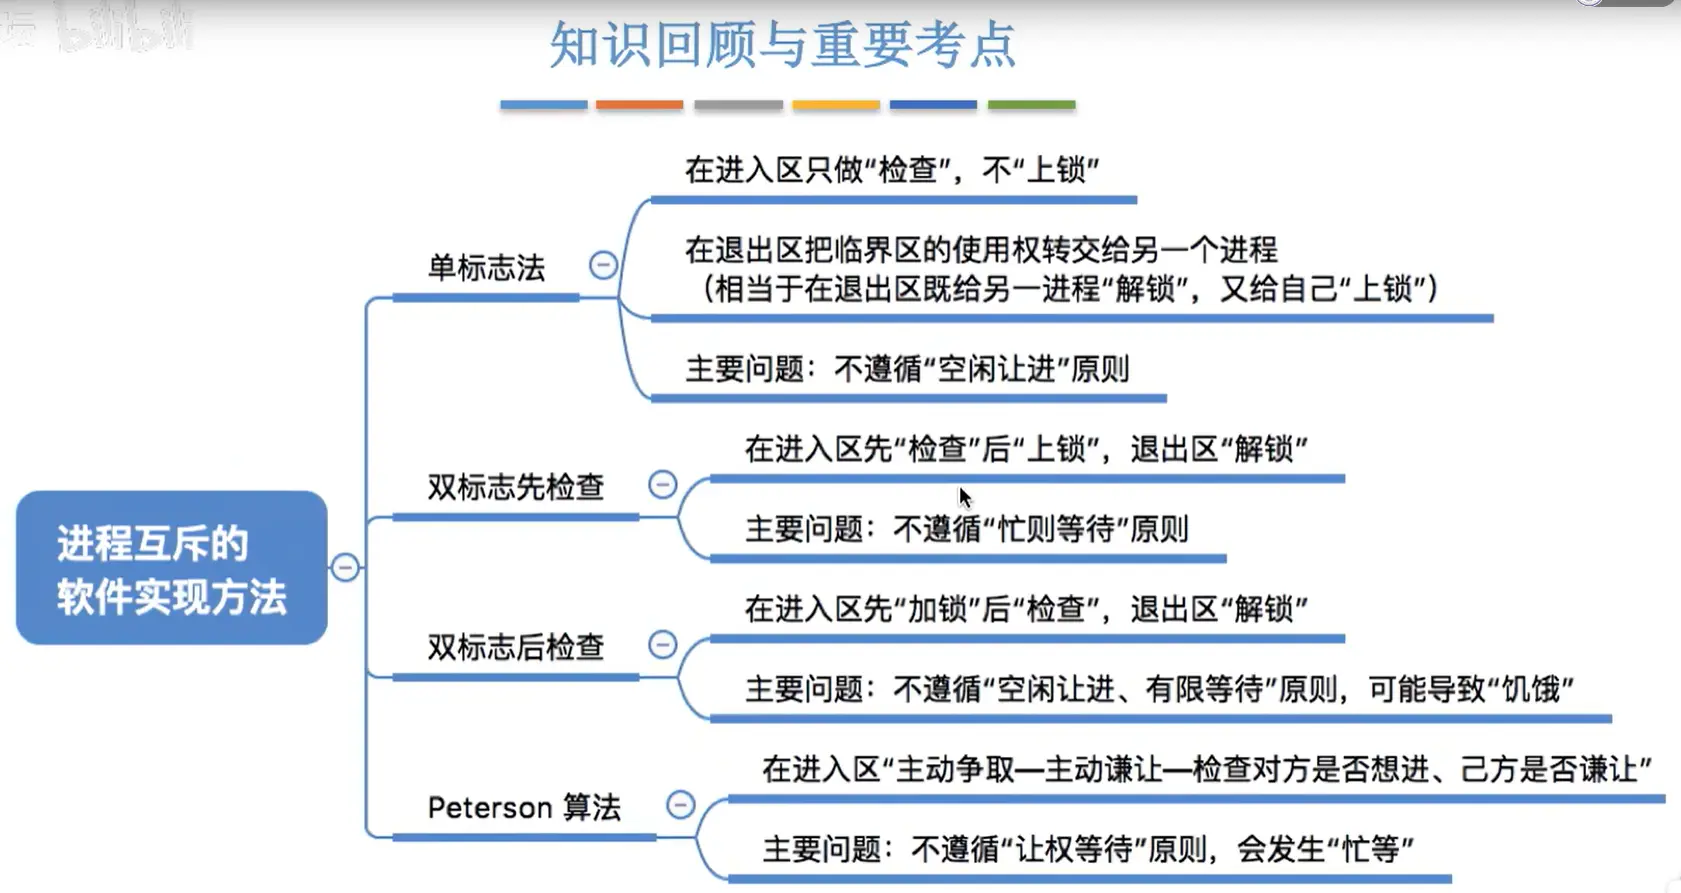 知识回顾与重要考点
在进入区只做“检查”，不“上锁”
单标志法
在退出区把临界区的使用权转交给另一个进程
（相当于在退出区既给另一进程“解锁”，又给自己“上锁”）
主要问题：不遵循“空闲让进”原则
在进入区先“检查”后“上锁”，退出区“解锁”
双标志先检查
主要问题：不遵循“忙则等待”原则
进程互斥的
软件实现方法
在进入区先“加锁”后“检查”，退出区“解锁”
双标志后检查
主要问题：不遵循“空闲让进、有限等待”原则，可能导致“饥饿”
在进入区“主动争取—主动谦让—检查对方是否想进、己方是否谦让”
Peterson 算法
主要问题：不遵循“让权等待”原则，会发生“忙等”